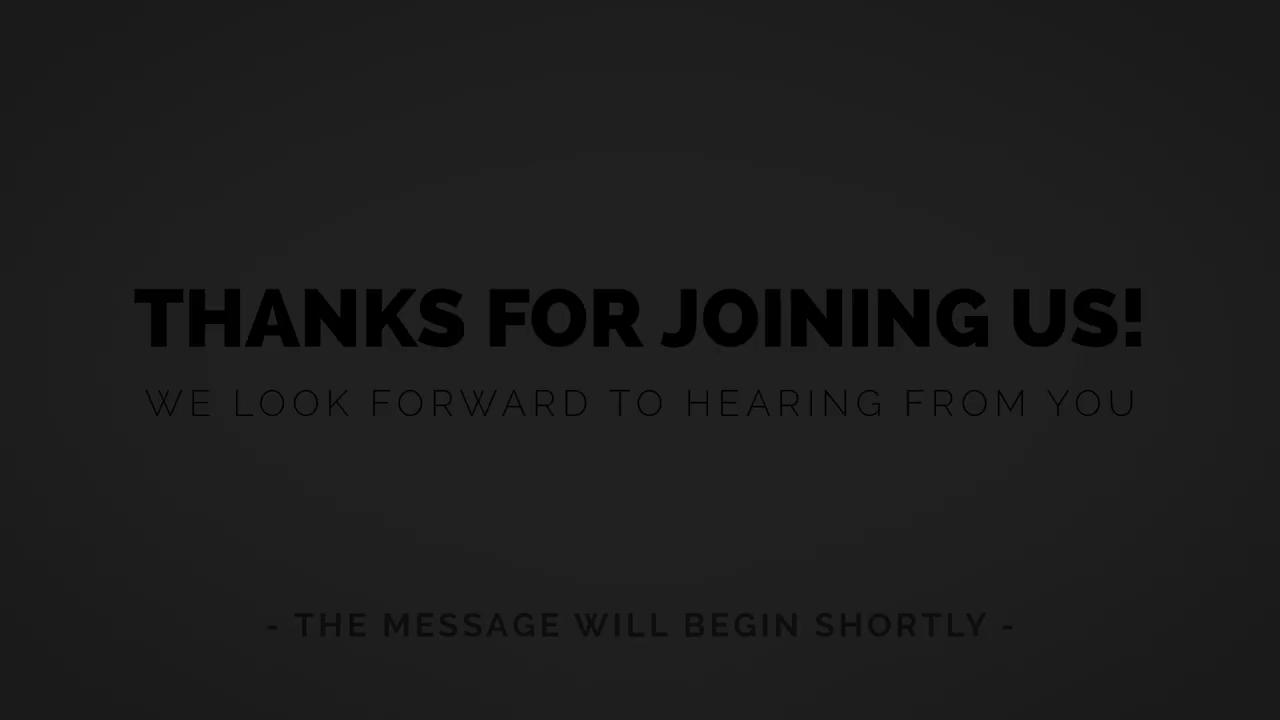 THANKS FOR JOINING US!
WE LOOK FORWARD TO HEARING FROM YOU
- THE MESSAGE WILL BEGIN SHORTLY -